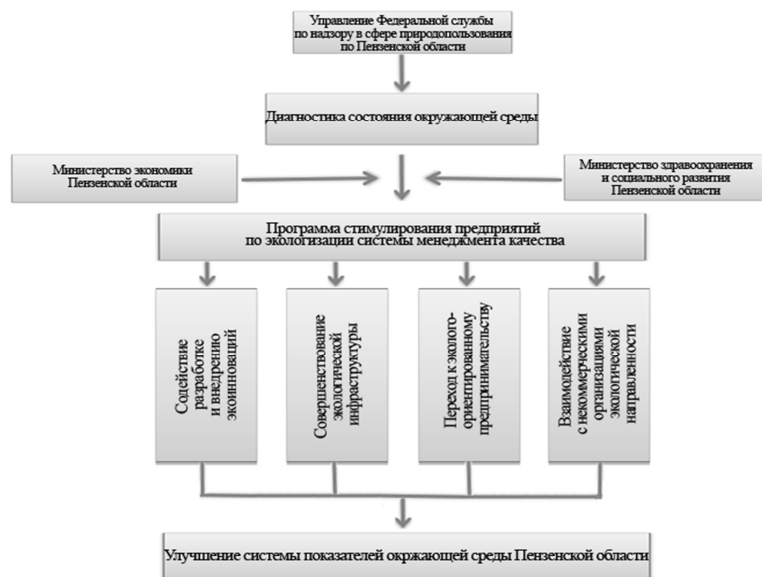 Управление Федеральной службы
по надзору в сфере природопользования
по Пензенской области
Диагностика состояния окружающей среды
Министерство экономики
Пензенской области
Министерство здравоохранения
и социального развития
Пензенской области
Программа стимулирования предприятий
по экологизации системы менеджмента качества
Содействие
разработке
и внедрению
экоинноваций
Совершенствование
экологической
инфраструктуры
Переход к эколого-
ориентированному
предпринимательству
Взаимодействие
с некоммерческими
организациями
экологической
направленности
Улучшение системы показателей окржающей среды Пензенской области